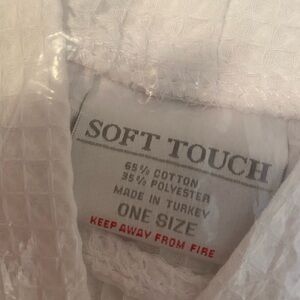 SOFT TOUCH
65% COTTON
35% POLYESTER
MADE IN TURKEY
ONE SIZE
KEEP AWAY FROM FIRE